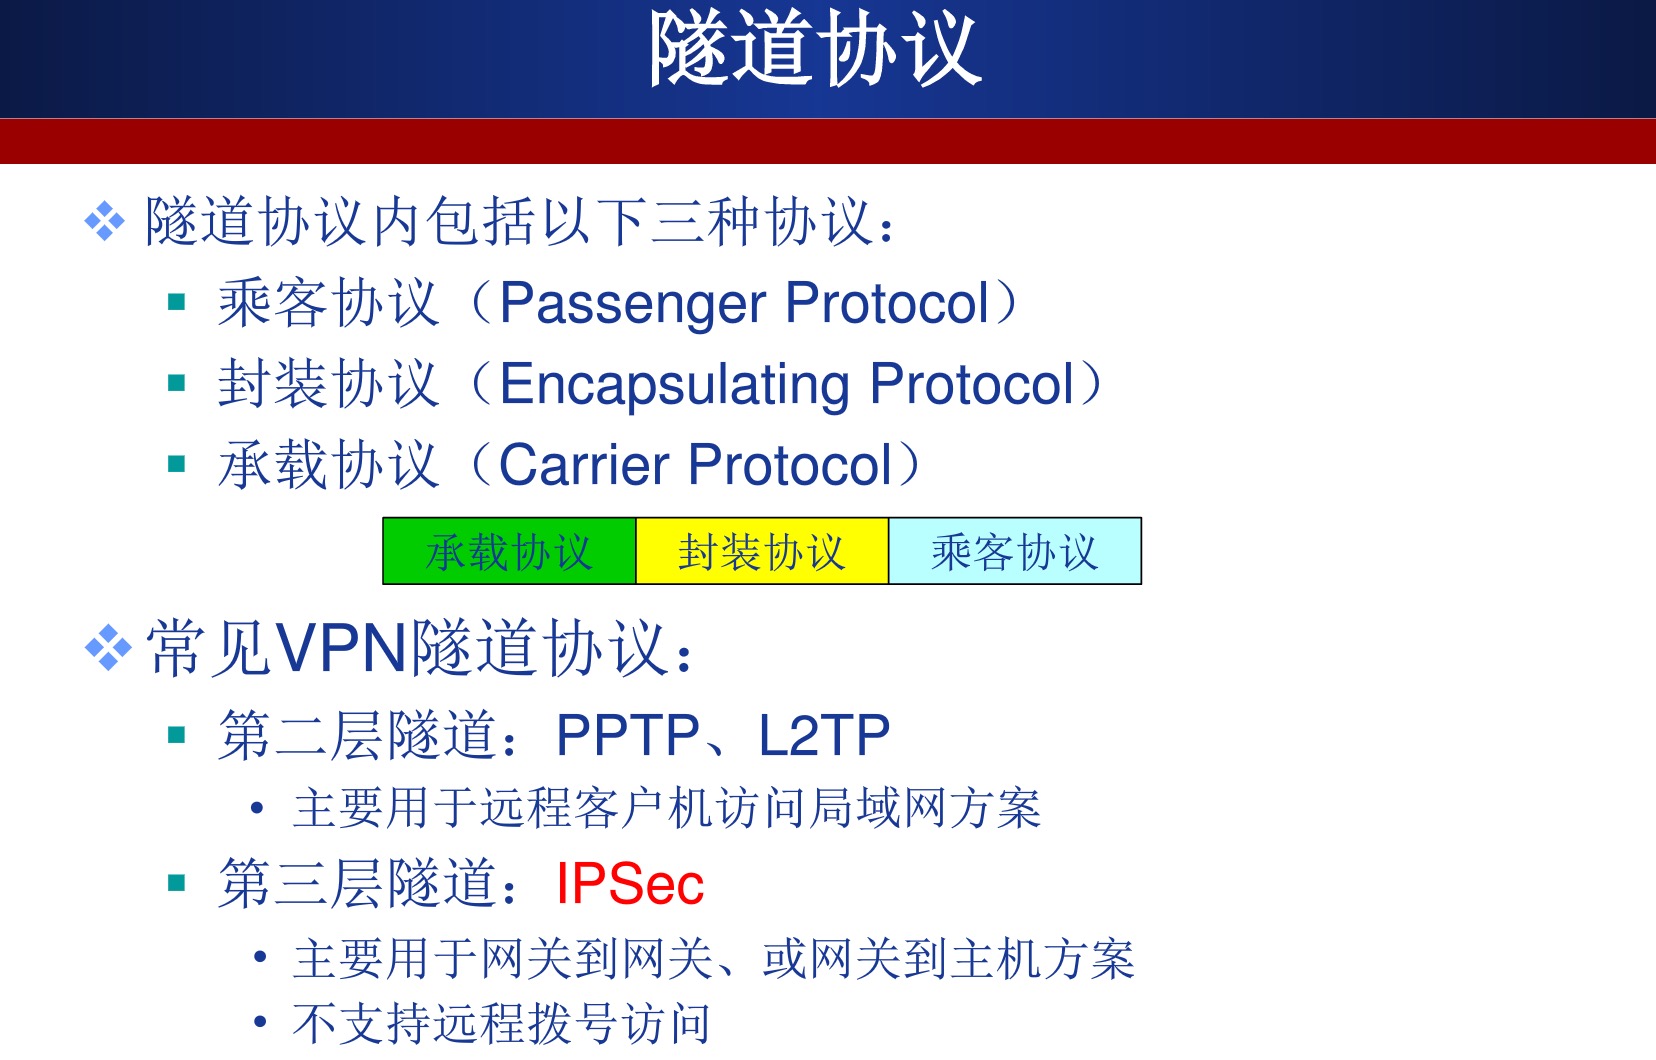 隧道协议
隧道协议内包括以下三种协议：
乘客协议（Passenger Protocol）
封装协议（Encapsulating Protocol）
承载协议（Carrier Protocol）
承载协议 封装协议 乘客协议
常见VPN隧道协议：
第二层隧道：PPTP、L2TP
• 主要用于远程客户机访问局域网方案
第三层隧道：IPSec
• 主要用于网关到网关、或网关到主机方案
• 不支持远程拨号访问